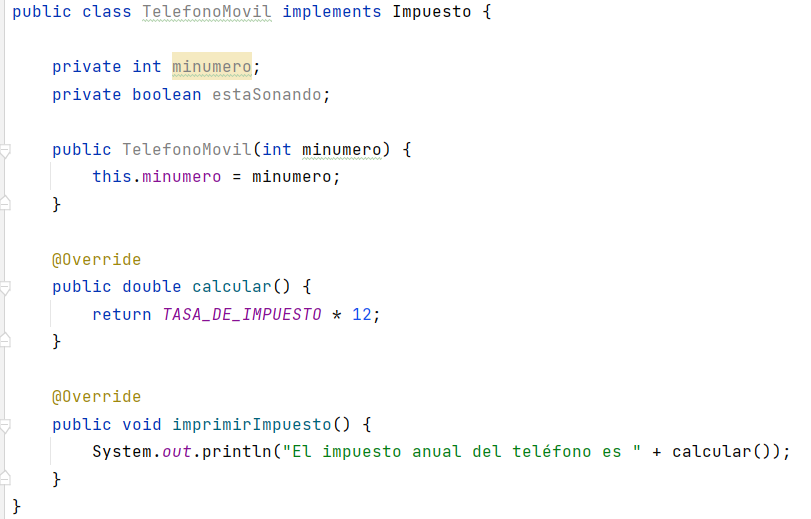 public class TelefonoMovil implements Impuesto {
private int minumero;
private boolean estaSonando;
public TelefonoMovil(int minumero) {
this.minumero = minumero;
}
@Override
public double calcular() {
return TASA_DE_IMPUESTO * 12;
}
@Override
public void imprimirImpuesto() {
System.out.println("El impuesto anual del teléfono es " + calcular());
}
}